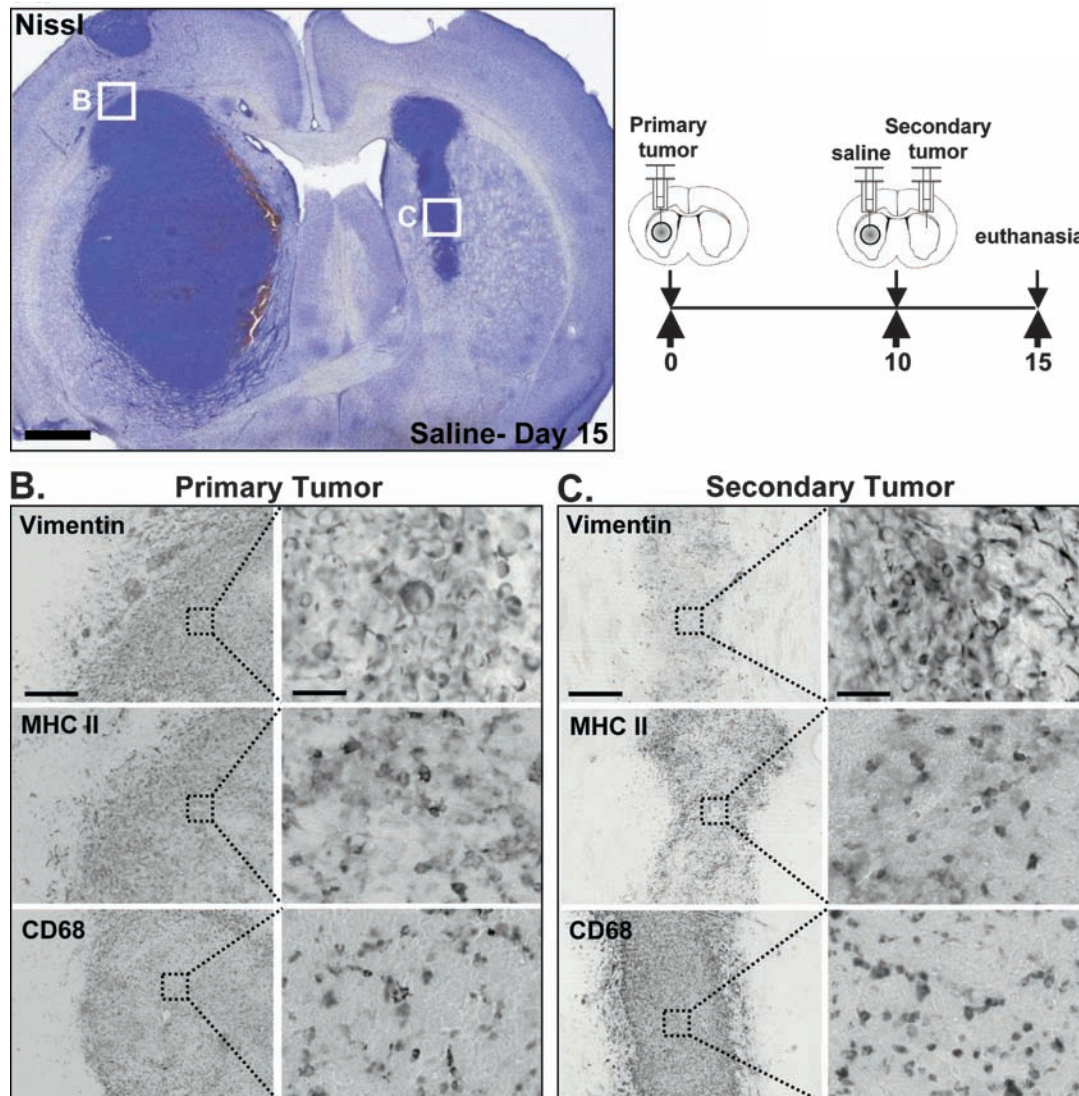 Nissl
B
C
Saline- Day 15
Primary
tumor
saline
Secondary
tumor
euthanasia
0
10
15
B.
Primary Tumor
Vimentin
MHC II
CD68
C.
Secondary Tumor
Vimentin
MHC II
CD68